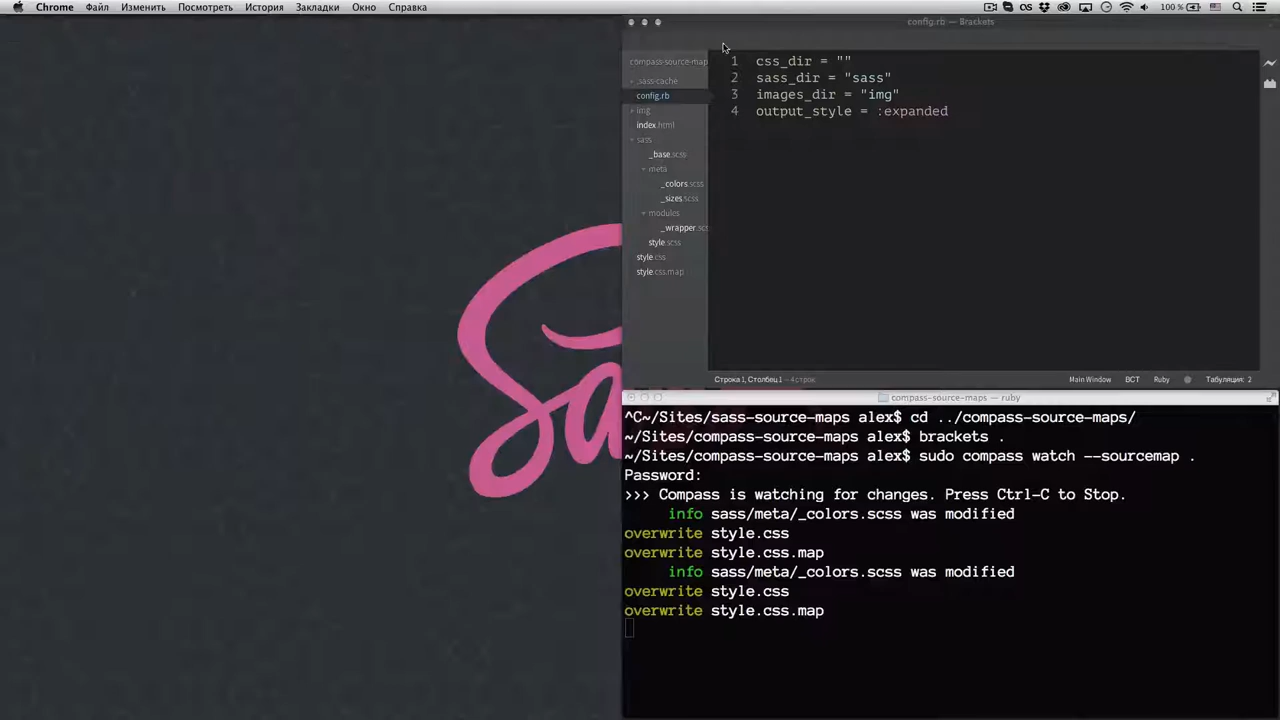 Chrome Файл Изменить Посмотреть История Закладки Окно Справка 100 %
config.rb — Brackets
compass-source-map
.sass-cache
config.rb
img
index.html
sass
_base.scss
meta
_colors.scss
_sizes.scss
modules
_wrapper.sc
style.scss
style.css
style.css.map
1 css_dir = ""
2 sass_dir = "sass"
3 images_dir = "img"
4 output_style = :expanded
Строка 1, Столбец 1 — 4 строк Main Window ВСТ Ruby Табуляция: 2
compass-source-maps — ruby
^C~/Sites/sass-source-maps alex$ cd ../compass-source-maps/
~/Sites/compass-source-maps alex$ brackets .
~/Sites/compass-source-maps alex$ sudo compass watch --sourcemap .
Password:
>>> Compass is watching for changes. Press Ctrl-C to Stop.
info sass/meta/_colors.scss was modified
overwrite style.css
overwrite style.css.map
info sass/meta/_colors.scss was modified
overwrite style.css
overwrite style.css.map